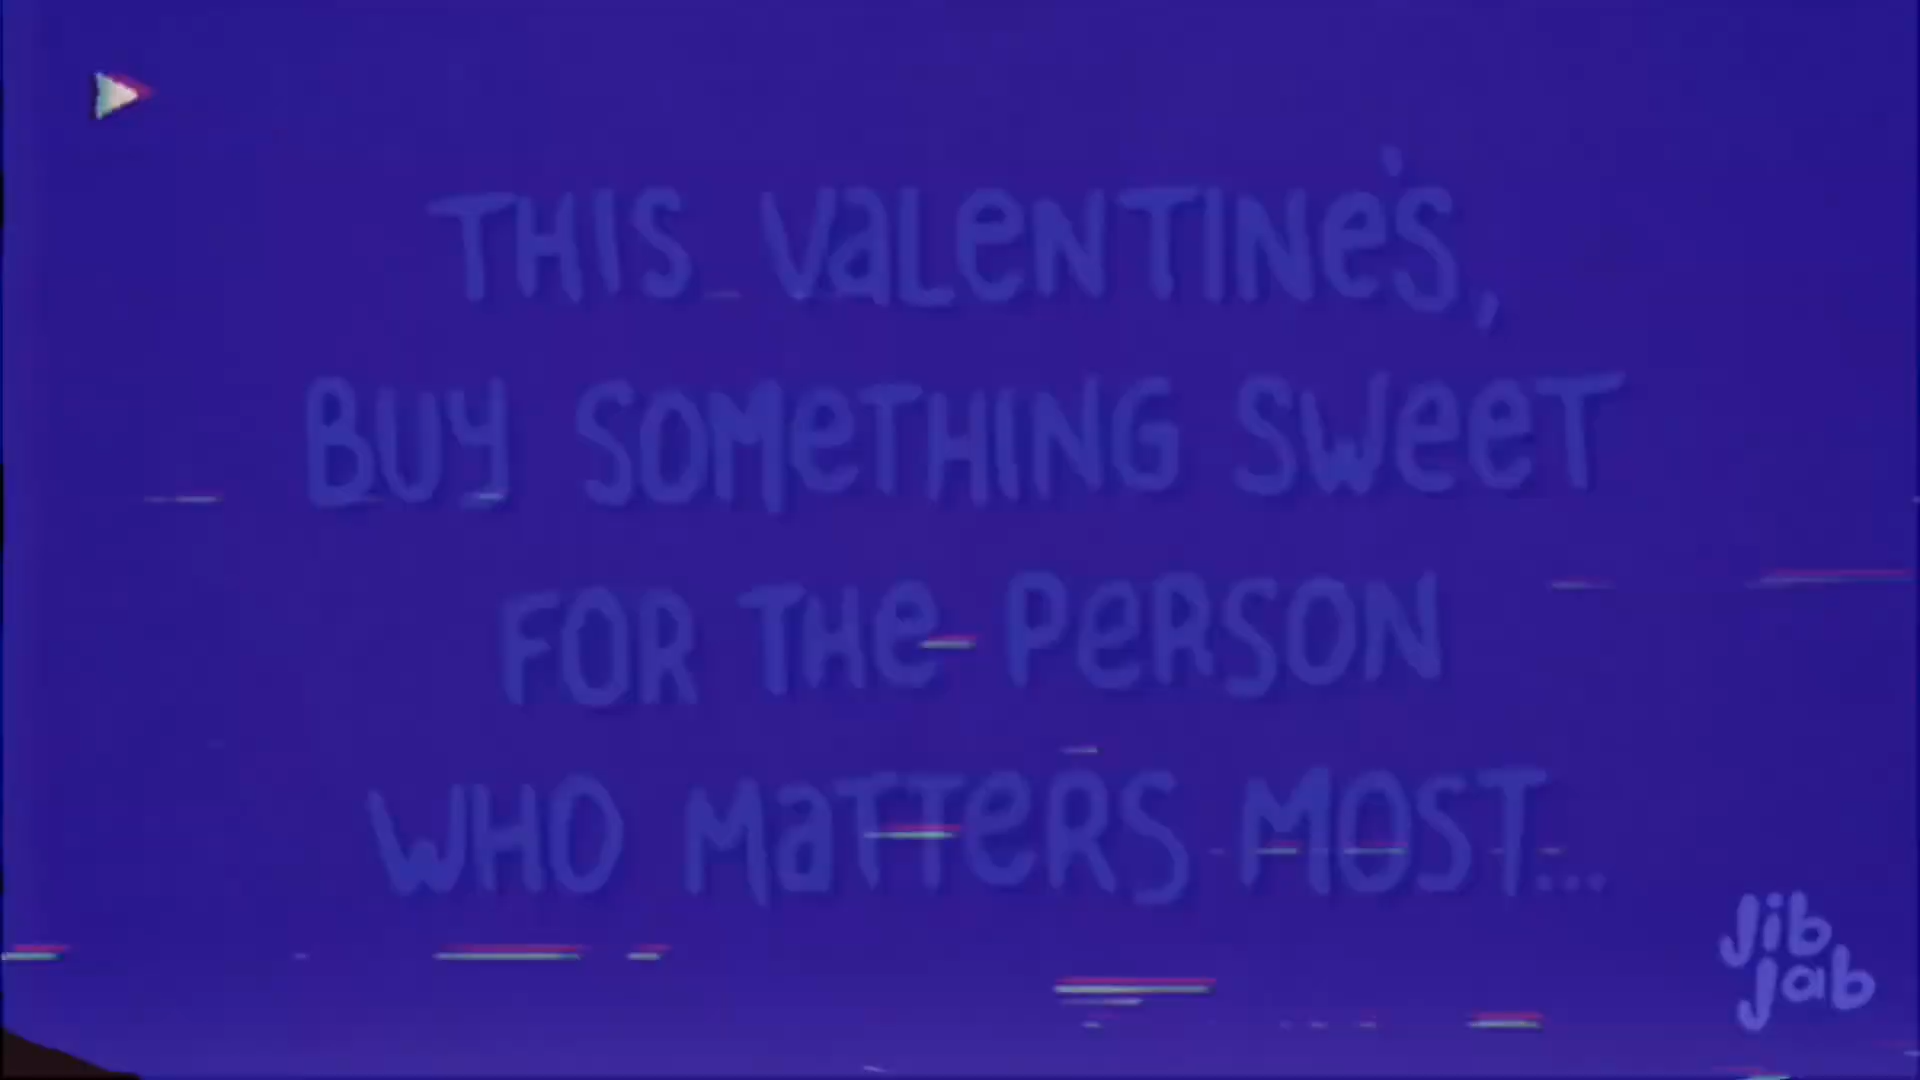 THIS VALENTINE'S,
BUY SOMETHING SWEET
FOR THE PERSON
WHO MATTERS MOST...
Jib
Jab